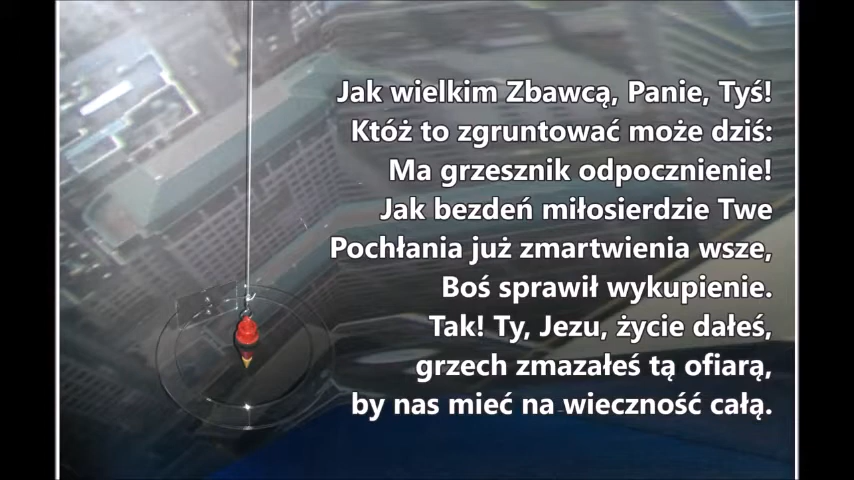 Jak wielkim Zbawcą, Panie, Tyś!
Któż to zgruntować może dziś:
Ma grzesznik odpocznienie!
Jak bezdeń miłosierdzie Twe
Pochłania już zmartwienia wsze,
Boś sprawił wykupienie.
Tak! Ty, Jezu, życie dałeś,
grzech zmazałeś tą ofiarą,
by nas mieć na wieczność całą.